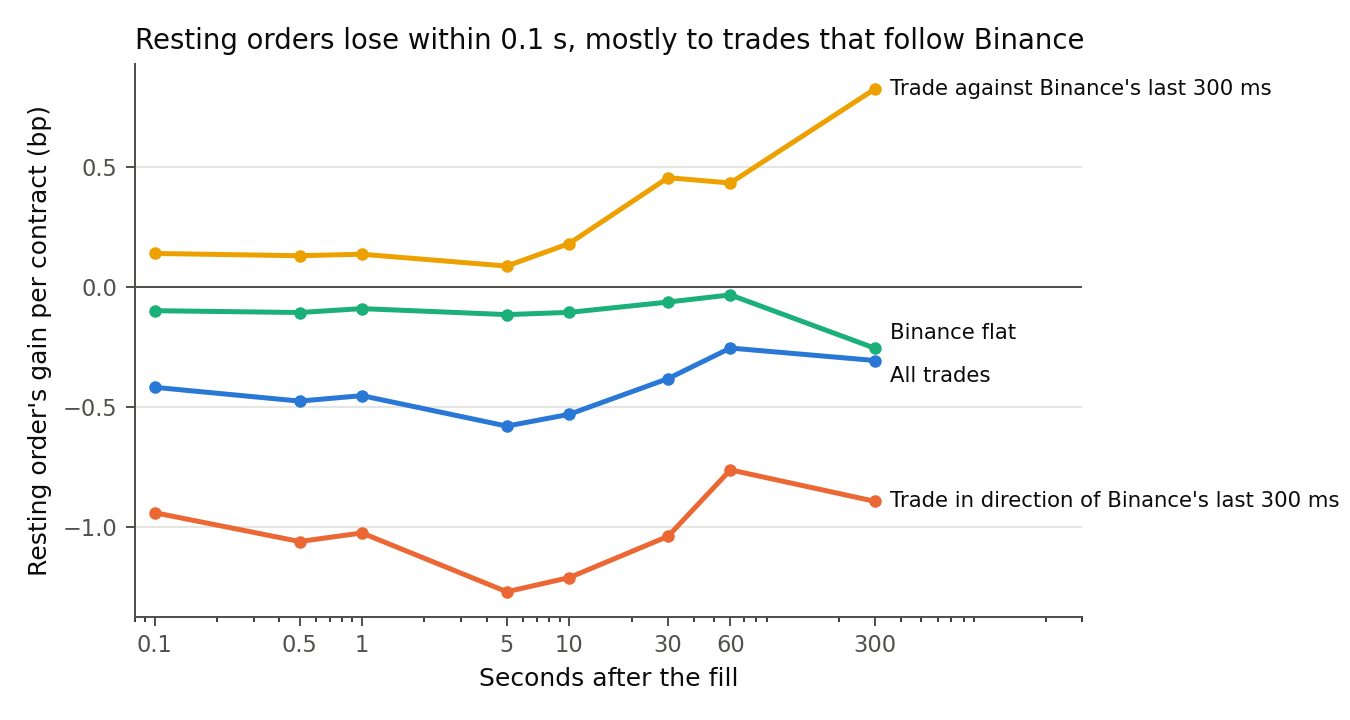 Resting orders lose within 0.1 s, mostly to trades that follow Binance
Resting order's gain per contract (bp)
0.5
0.0
−0.5
−1.0
Trade against Binance's last 300 ms
Binance flat
All trades
Trade in direction of Binance's last 300 ms
0.1 0.5 1 5 10 30 60 300
Seconds after the fill